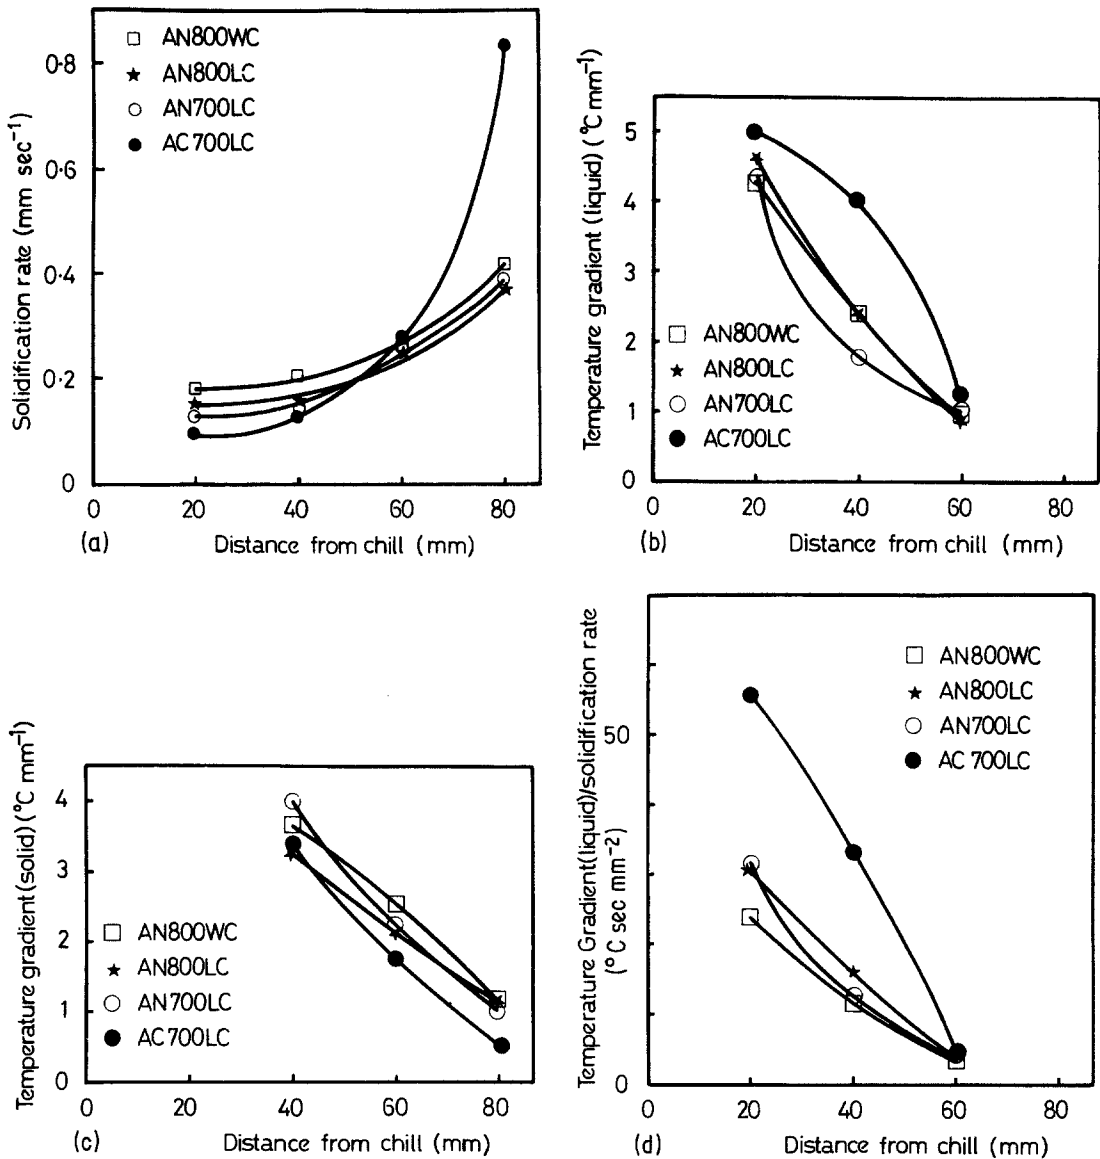 AN800WC
AN800LC
AN700LC
AC700LC
0·8
0·6
0·4
0·2
0
0 20 40 60 80
Solidification rate (mm sec⁻¹)
(a) Distance from chill (mm)
5
4
3
2
1
0
0 20 40 60 80
Temperature gradient (liquid) (°C mm⁻¹)
AN800WC
AN800LC
AN700LC
AC700LC
(b) Distance from chill (mm)
4
3
2
1
0
0 20 40 60 80
Temperature gradient (solid) (°C mm⁻¹)
AN800WC
AN800LC
AN700LC
AC700LC
(c) Distance from chill (mm)
AN800WC
AN800LC
AN700LC
AC 700LC
50
0
0 20 40 60 80
Temperature Gradient(liquid)/solidification rate
(°C sec mm⁻²)
(d) Distance from chill (mm)